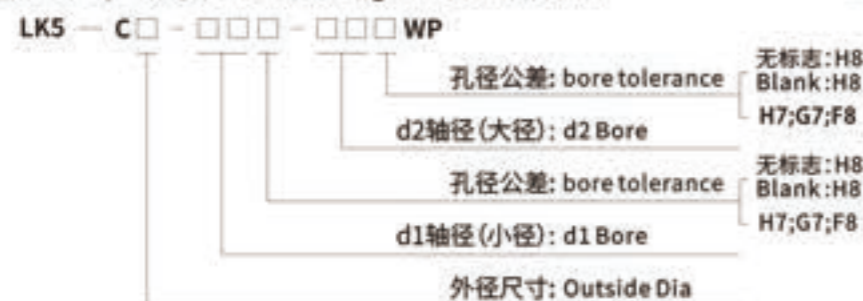 LK5 — C□ - □□□ - □□□ WP
无标志:H8
孔径公差: bore tolerance
Blank:H8
H7;G7;F8
d2轴径(大径): d2 Bore
无标志:H8
孔径公差: bore tolerance
Blank:H8
H7;G7;F8
d1轴径(小径): d1 Bore
外径尺寸: Outside Dia